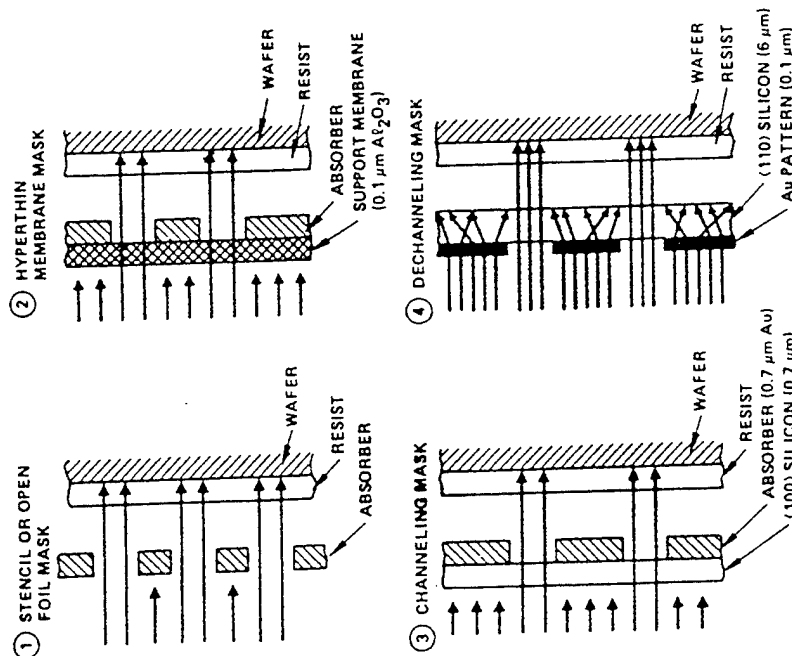 ① STENCIL OR OPEN
FOIL MASK
WAFER
RESIST
ABSORBER
② HYPERTHIN
MEMBRANE MASK
WAFER
RESIST
ABSORBER
SUPPORT MEMBRANE
(0.1 μm Aℓ₂O₃)
③ CHANNELING MASK
WAFER
RESIST
ABSORBER (0.7 μm Au)
(100) SILICON (0.7 μm)
④ DECHANNELING MASK
WAFER
RESIST
(110) SILICON (6 μm)
Au PATTERN (0.1 μm)